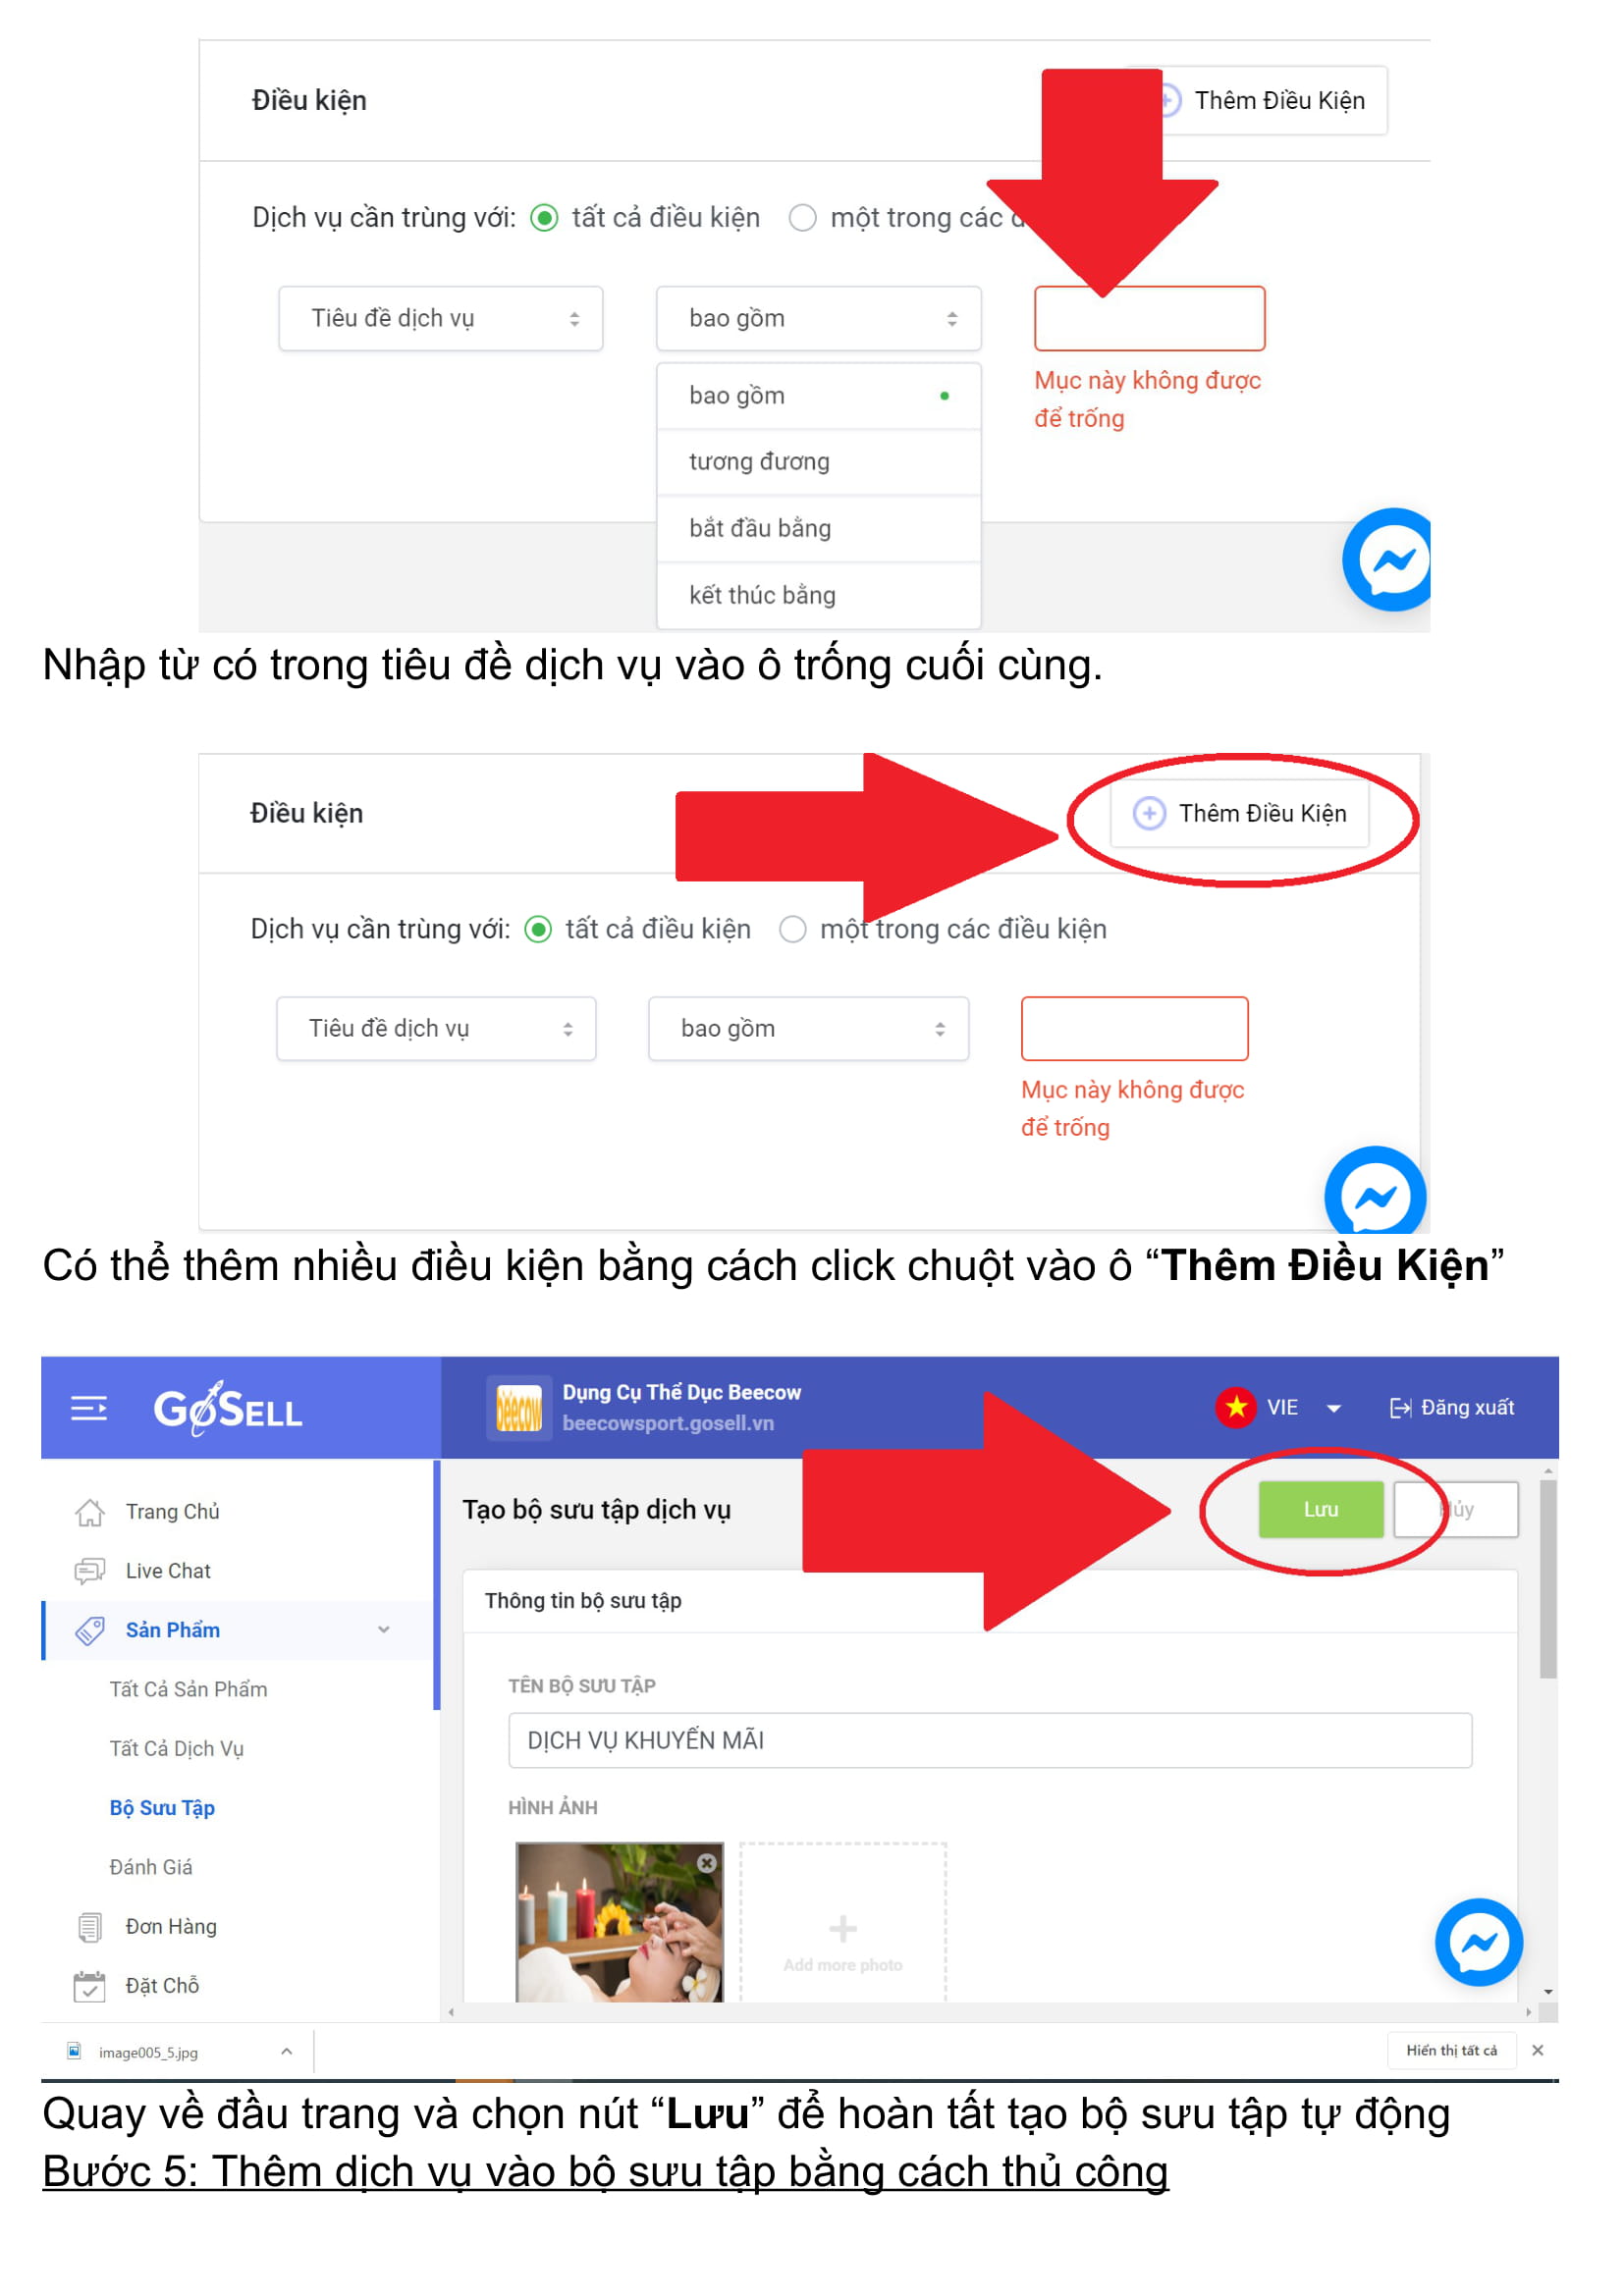 Điều kiện
Thêm Điều Kiện
Dịch vụ cần trùng với: tất cả điều kiện một trong các
Tiêu đề dịch vụ bao gồm
bao gồm
tương đương
bắt đầu bằng
kết thúc bằng
Mục này không được
để trống
Nhập từ có trong tiêu đề dịch vụ vào ô trống cuối cùng.
Điều kiện
Thêm Điều Kiện
Dịch vụ cần trùng với: tất cả điều kiện một trong các điều kiện
Tiêu đề dịch vụ bao gồm
Mục này không được
để trống
Có thể thêm nhiều điều kiện bằng cách click chuột vào ô “Thêm Điều Kiện”
GoSELL
beecow
Dụng Cụ Thể Dục Beecow
beecowsport.gosell.vn
VIE
Đăng xuất
Trang Chủ
Live Chat
Sản Phẩm
Tất Cả Sản Phẩm
Tất Cả Dịch Vụ
Bộ Sưu Tập
Đánh Giá
Đơn Hàng
Đặt Chỗ
Tạo bộ sưu tập dịch vụ
Lưu
Hủy
Thông tin bộ sưu tập
TÊN BỘ SƯU TẬP
DỊCH VỤ KHUYẾN MÃI
HÌNH ẢNH
Add more photo
image005_5.jpg
Hiển thị tất cả
Quay về đầu trang và chọn nút “Lưu” để hoàn tất tạo bộ sưu tập tự động
Bước 5: Thêm dịch vụ vào bộ sưu tập bằng cách thủ công